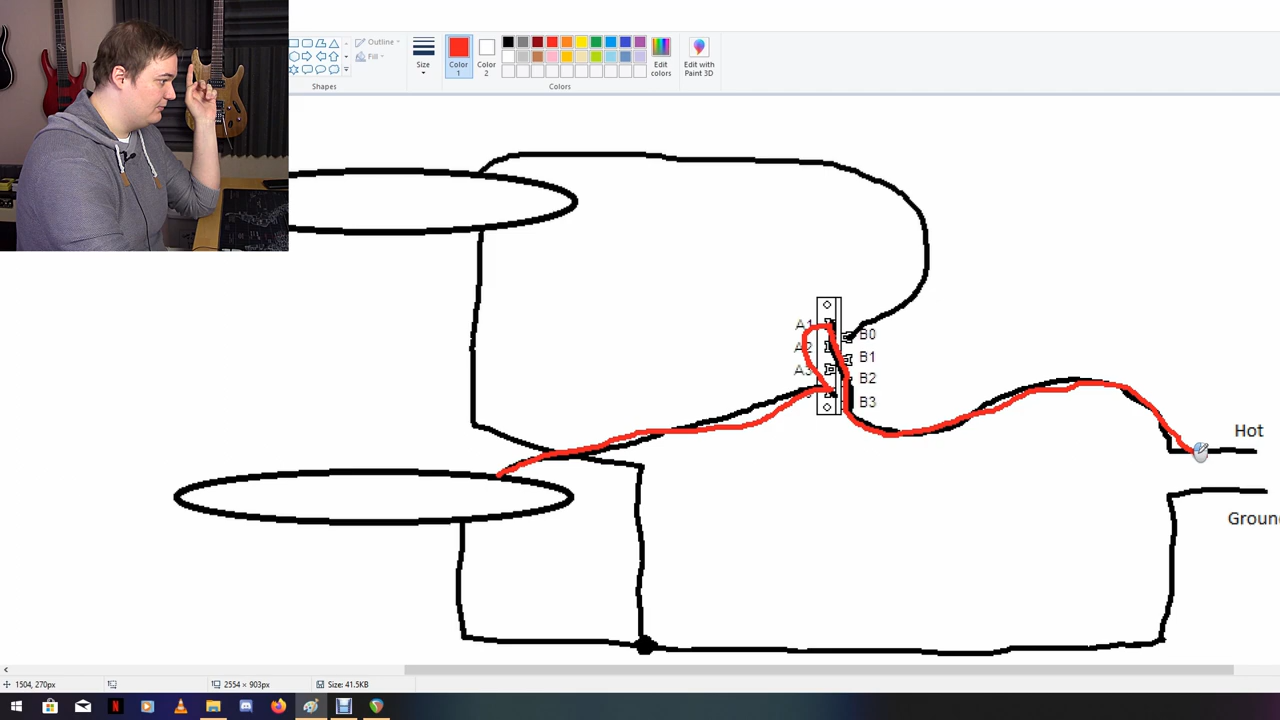 Outline
Fill
Size
Color 1
Color 2
Edit colors
Edit with Paint 3D
Shapes
Colors
A1
B0
A2
B1
A3
B2
B3
Hot
Ground
1504, 270px
2554 × 903px
Size: 41.5KB